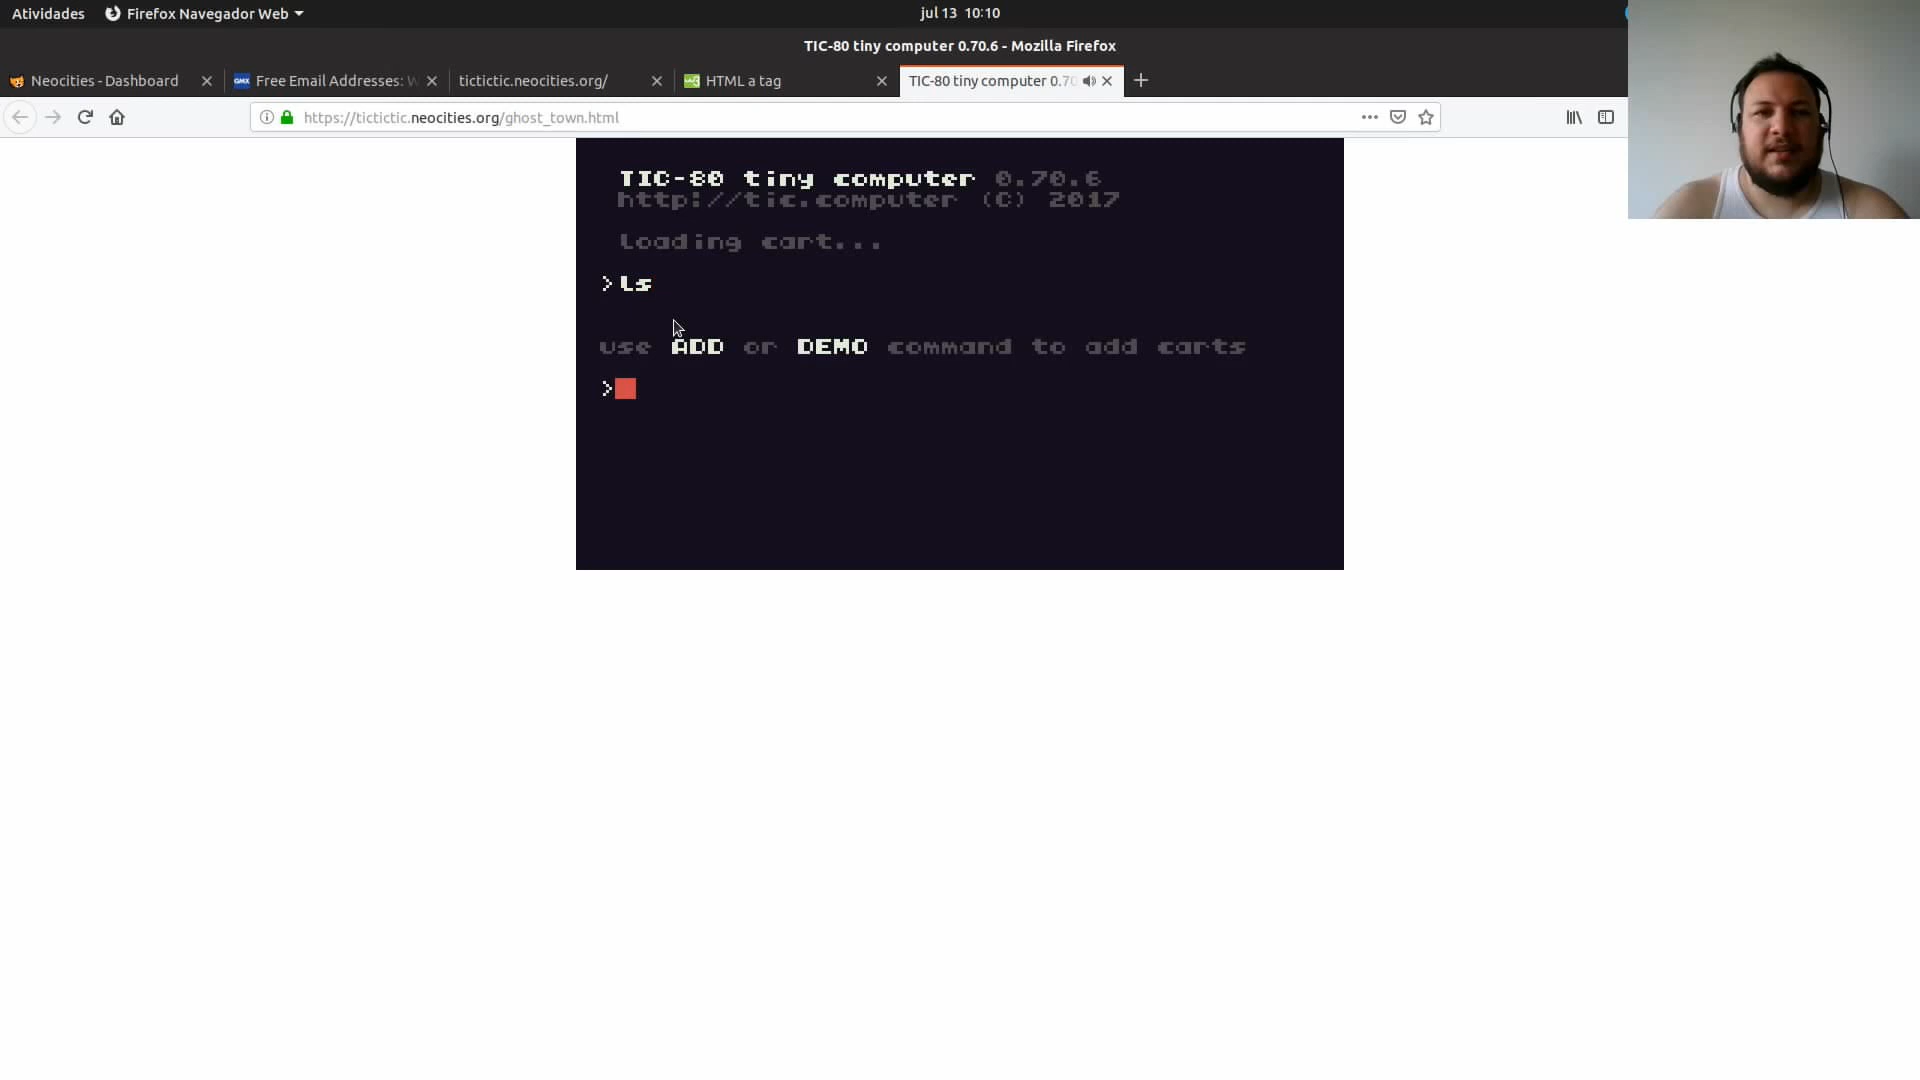 Atividades
Firefox Navegador Web
jul 13 10:10
TIC-80 tiny computer 0.70.6 - Mozilla Firefox
Neocities - Dashboard
GMX
Free Email Addresses: W
tictictic.neocities.org/
HTML a tag
TIC-80 tiny computer 0.70
https://tictictic.neocities.org/ghost_town.html
TIC-80 tiny computer 0.70.6
http://tic.computer (C) 2017
loading cart...
>ls
use ADD or DEMO command to add carts
>